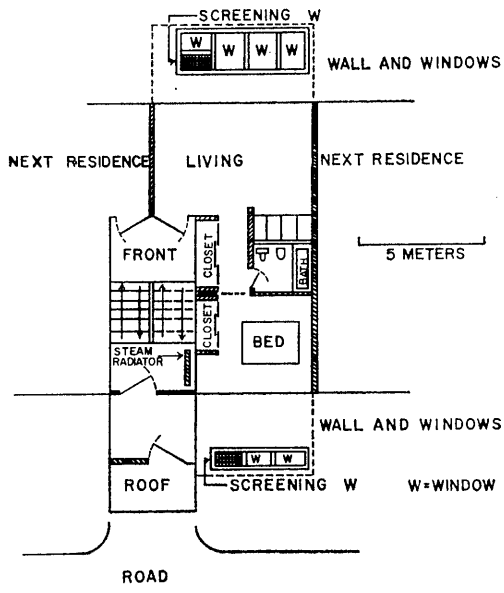 SCREENING W
W
W W W
WALL AND WINDOWS
NEXT RESIDENCE
LIVING
NEXT RESIDENCE
5 METERS
FRONT
CLOSET
BATH
CLOSET
STEAM
RADIATOR
BED
WALL AND WINDOWS
W W
ROOF
SCREENING W
W=WINDOW
ROAD